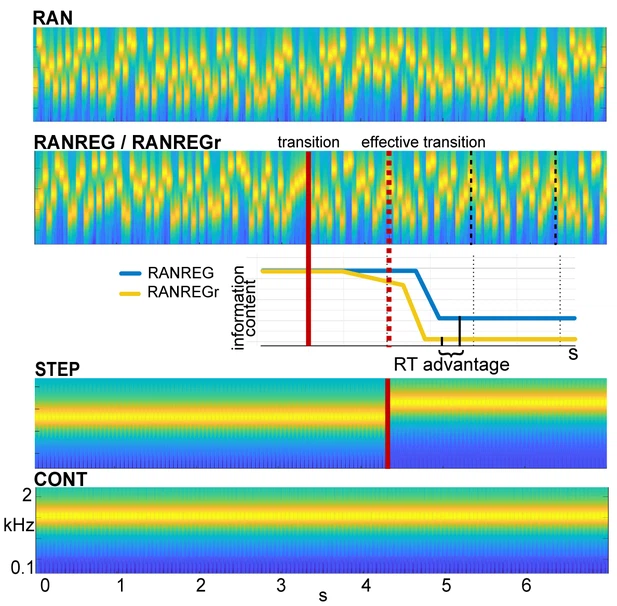 RAN
RANREG / RANREGr
transition effective transition
RANREG
RANREGr
information
content
s
RT advantage
STEP
CONT
2
kHz
0.1
0 1 2 3 4 5 6
s